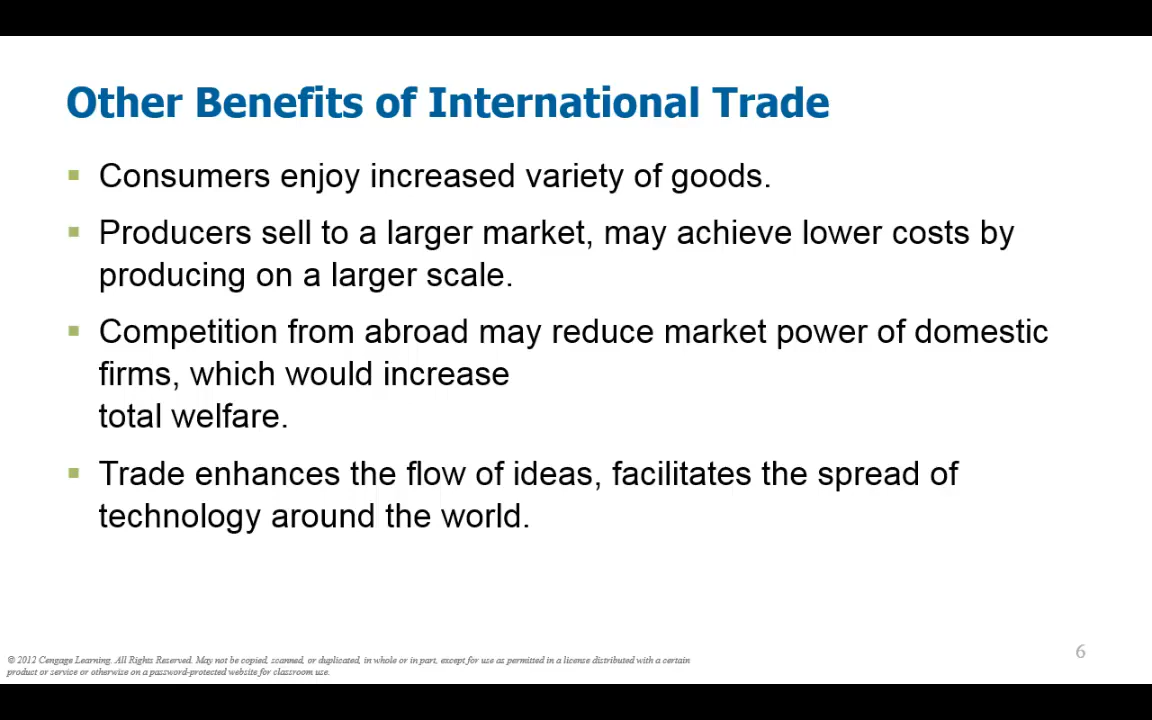 Other Benefits of International Trade
▪ Consumers enjoy increased variety of goods.
▪ Producers sell to a larger market, may achieve lower costs by
producing on a larger scale.
▪ Competition from abroad may reduce market power of domestic
firms, which would increase
total welfare.
▪ Trade enhances the flow of ideas, facilitates the spread of
technology around the world.
© 2012 Cengage Learning. All Rights Reserved. May not be copied, scanned, or duplicated, in whole or in part, except for use as permitted in a license distributed with a certain
product or service or otherwise on a password-protected website for classroom use.
6